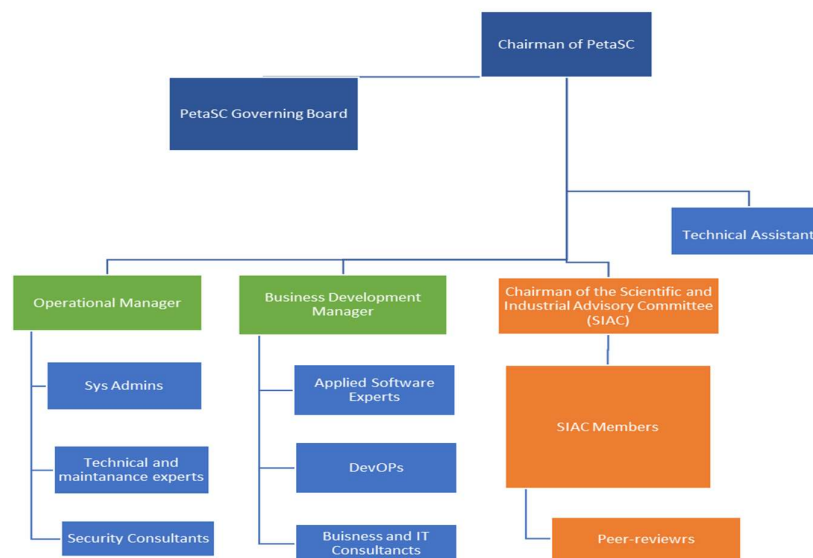 Chairman of PetaSC
PetaSC Governing Board
Technical Assistant
Operational Manager
Business Development
Manager
Chairman of the Scientific and
Industrial Advisory Committee
(SIAC)
Sys Admins
Applied Software
Experts
SIAC Members
Technical and
maintanance experts
DevOPs
Security Consultants
Buisness and IT
Consultancts
Peer-reviewrs